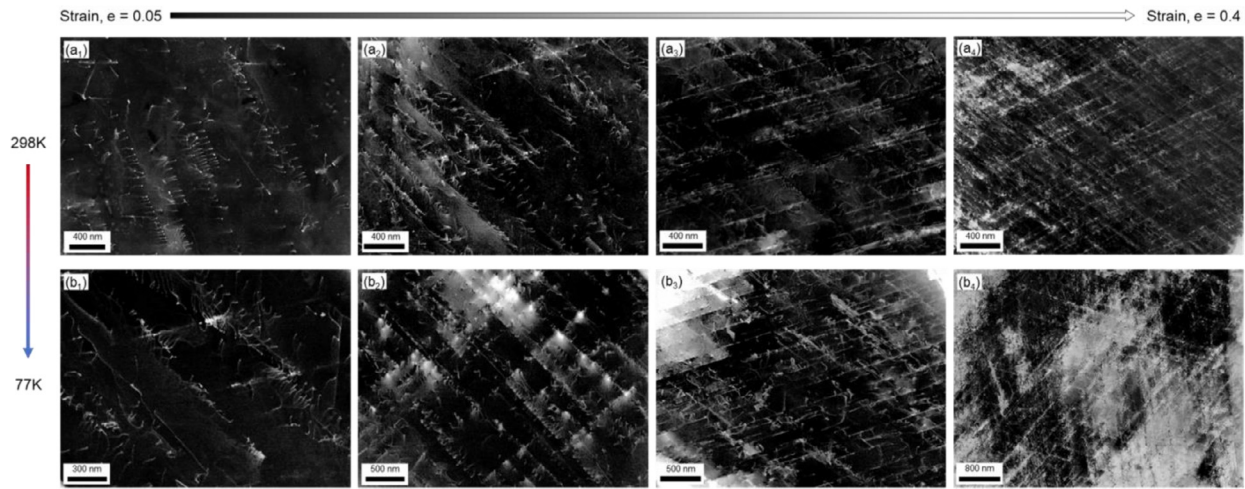 Strain, e = 0.05
Strain, e = 0.4
298K
77K
(a1)
(a2)
(a3)
(a4)
400 nm
400 nm
400 nm
400 nm
(b1)
(b2)
(b3)
(b4)
300 nm
500 nm
500 nm
800 nm